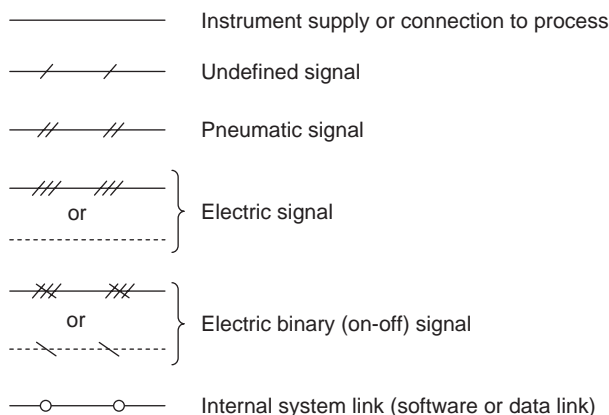 Instrument supply or connection to process
Undefined signal
Pneumatic signal
or
Electric signal
or
Electric binary (on-off) signal
Internal system link (software or data link)